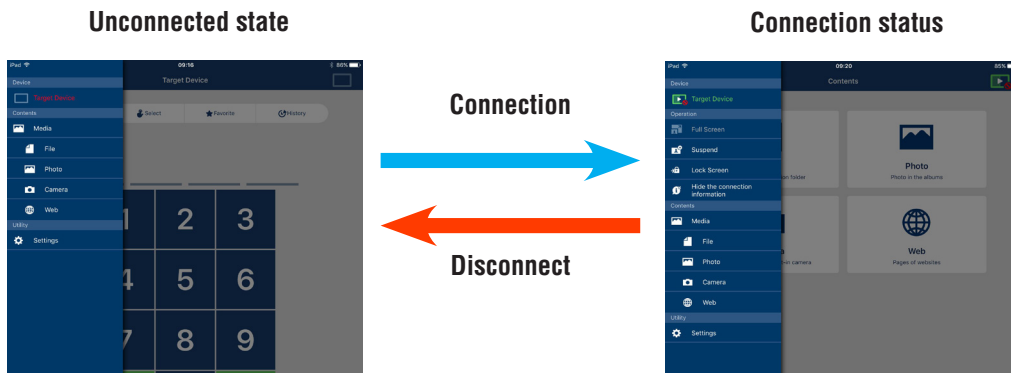 Unconnected state
Connection status
iPad 09:16 86%
Device
Target Device
Target Device
Select Favorite History
Contents
Media
File
Photo
Camera
Web
Utility
Settings
2 3
4 5 6
7 8 9
Connection
Disconnect
iPad 09:20 85%
Device
Contents
Target Device
Operation
Full Screen
Suspend
Lock Screen
Hide the connection
information
Contents
Media
File
Photo
Camera
Web
Utility
Settings
Photo
folder Photo in the albums
Web
camera Pages of websites